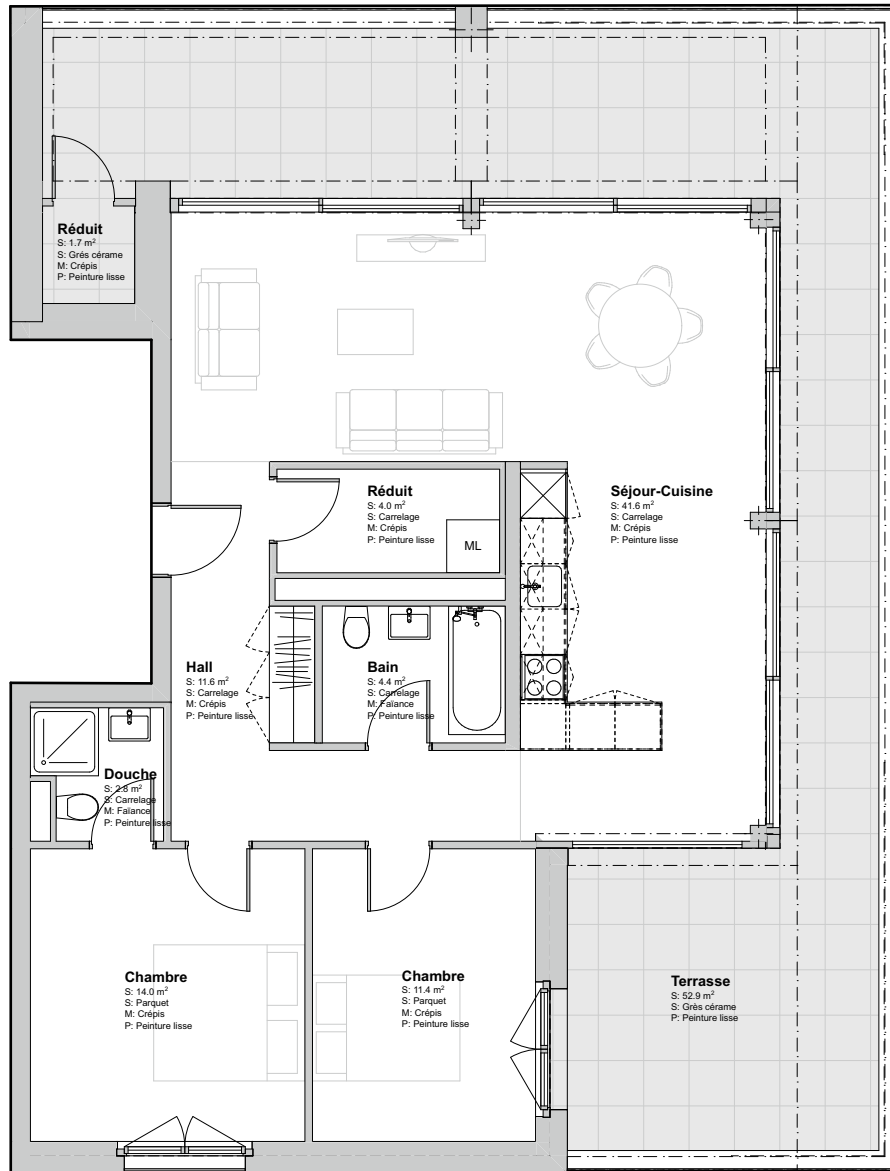 Réduit
S: 1.7 m²
S: Grés cérame
M: Crépis
P: Peinture lisse
Réduit
S: 4.0 m²
S: Carrelage
M: Crépis
P: Peinture lisse
ML
Séjour-Cuisine
S: 41.6 m²
S: Carrelage
M: Crépis
P: Peinture lisse
Hall
S: 11.6 m²
S: Carrelage
M: Crépis
P: Peinture lisse
Bain
S: 4.4 m²
S: Carrelage
M: Faïance
P: Peinture lisse
Douche
S: 2.8 m²
S: Carrelage
M: Faïance
P: Peinture lisse
Chambre
S: 14.0 m²
S: Parquet
M: Crépis
P: Peinture lisse
Chambre
S: 11.4 m²
S: Parquet
M: Crépis
P: Peinture lisse
Terrasse
S: 52.9 m²
S: Grès cérame
P: Peinture lisse